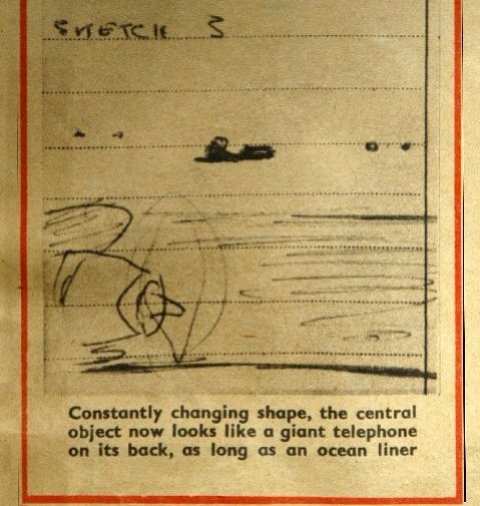 SKETCH 3
Constantly changing shape, the central
object now looks like a giant telephone
on its back, as long as an ocean liner